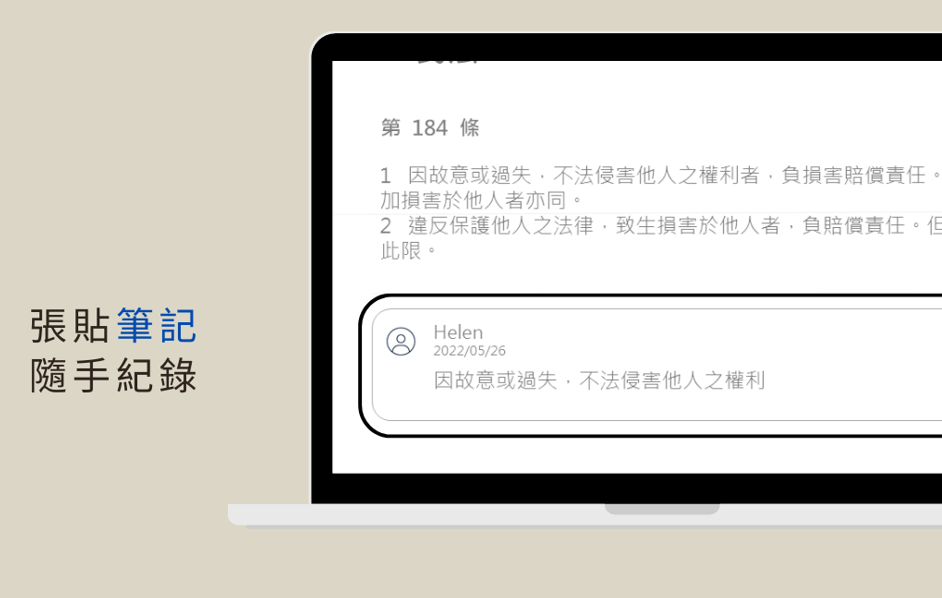 第 184 條
1 因故意或過失，不法侵害他人之權利者，負損害賠償責任。
加損害於他人者亦同。
2 違反保護他人之法律，致生損害於他人者，負賠償責任。但
此限。
張貼筆記
隨手紀錄
Helen
2022/05/26
因故意或過失，不法侵害他人之權利